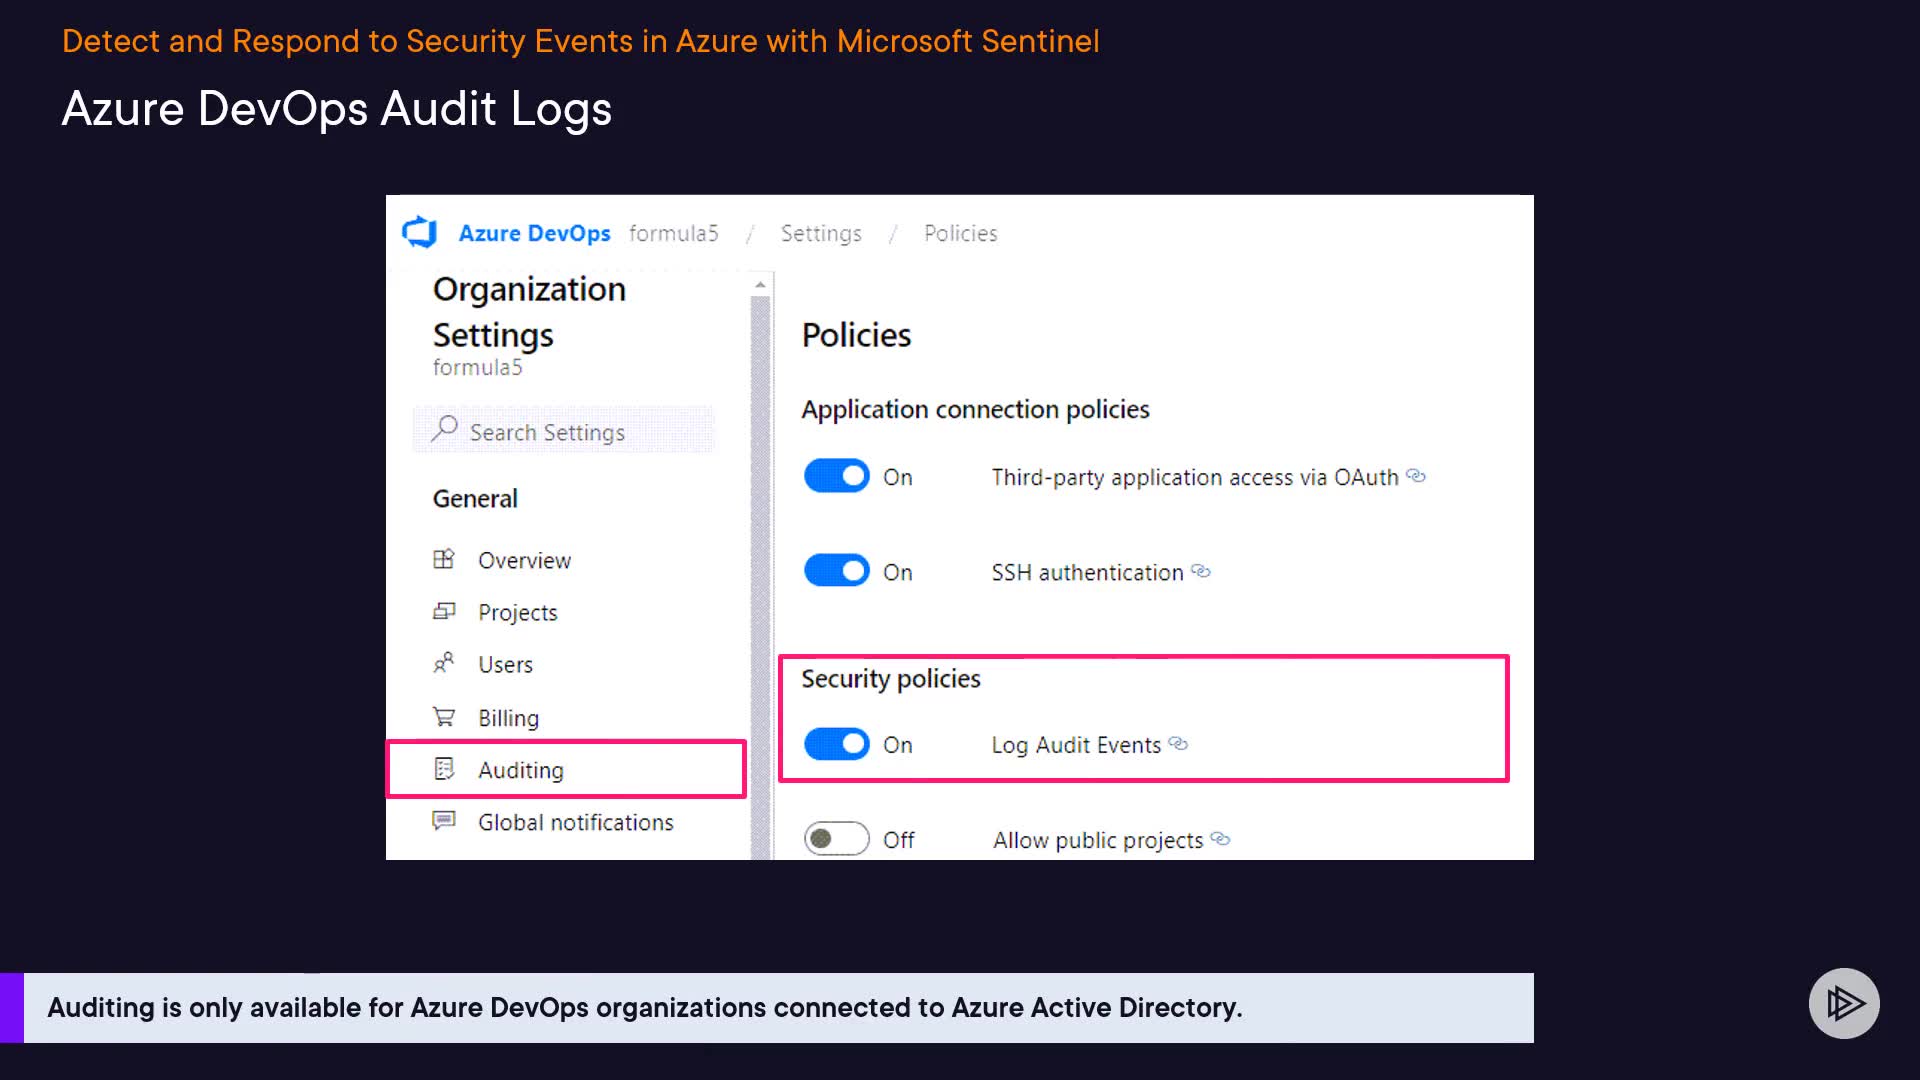 Detect and Respond to Security Events in Azure with Microsoft Sentinel
Azure DevOps Audit Logs
Azure DevOps formula5 / Settings / Policies
Organization
Settings
formula5
Search Settings
General
Overview
Projects
Users
Billing
Auditing
Global notifications
Policies
Application connection policies
On Third-party application access via OAuth
On SSH authentication
Security policies
On Log Audit Events
Off Allow public projects
Auditing is only available for Azure DevOps organizations connected to Azure Active Directory.